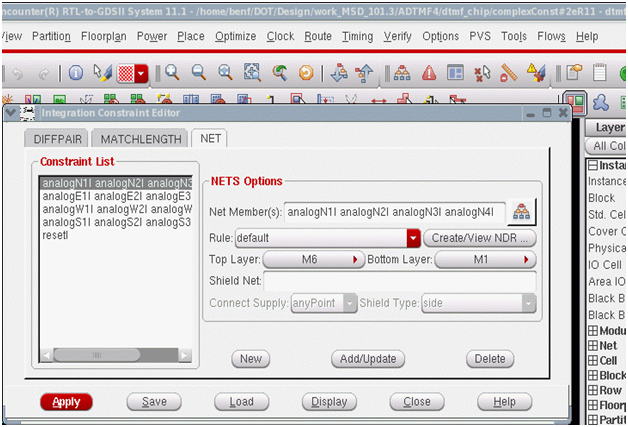 counter(R) RTL-to-GDSII System 11.1 - /home/benf/DOT/Design/work_MSD_101.3/ADTMF4/dtmf_chip/complexConst#2eR11 - dtmf
View Partition Floorplan Power Place Optimize Clock Route Timing Verify Options PVS Tools Flows Help
Integration Constraint Editor
Layer
DIFFPAIR MATCHLENGTH NET
All Col
Constraint List
analogN1I analogN2I analogN3
analogE1I analogE2I analogE3
analogW1I analogW2I analogW
analogS1I analogS2I analogS3
resetI
NETS Options
Net Member(s): analogN1I analogN2I analogN3I analogN4I
Rule: default Create/View NDR ...
Top Layer: M6 Bottom Layer: M1
Shield Net:
Connect Supply: anyPoint Shield Type: side
New Add/Update Delete
Apply Save Load Display Close Help
Instan
Instance
Block
Std. Cel
Cover C
Physica
IO Cell
Area IO
Black B
Black B
Modu
Net
Cell
Block
Row
Floorp
Partit